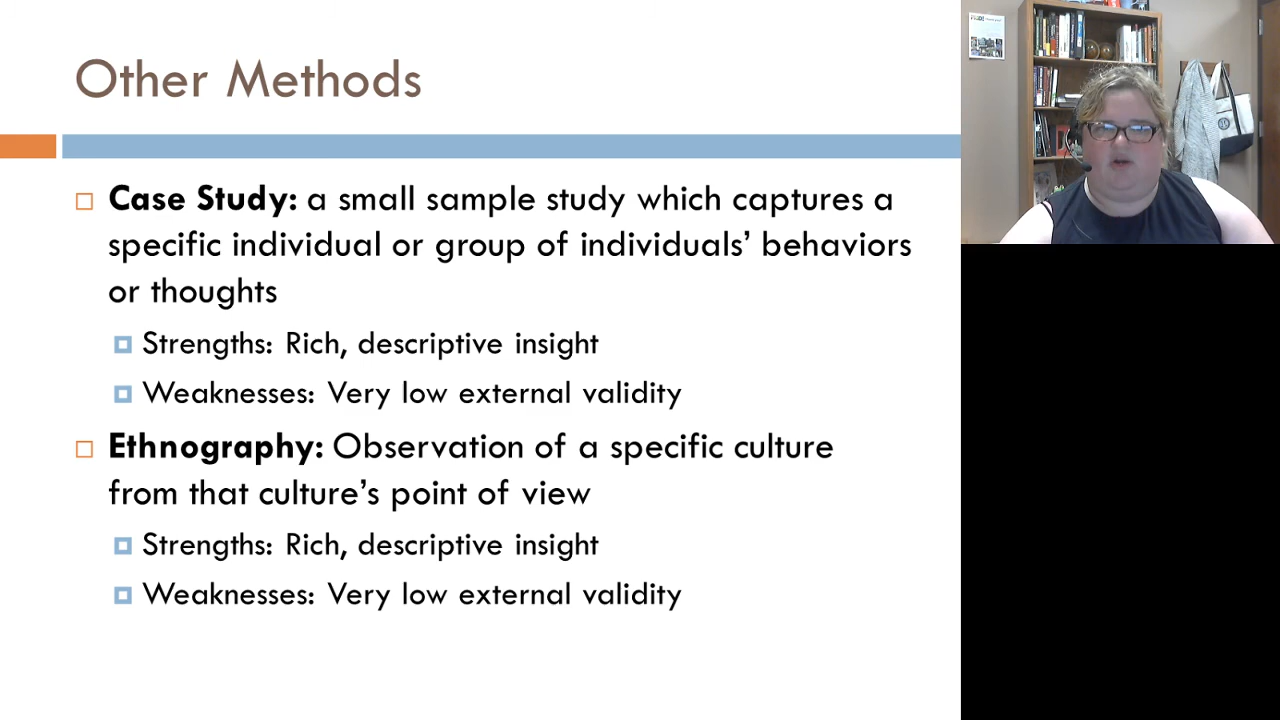 Other Methods
Case Study: a small sample study which captures a
specific individual or group of individuals’ behaviors
or thoughts
Strengths: Rich, descriptive insight
Weaknesses: Very low external validity
Ethnography: Observation of a specific culture
from that culture’s point of view
Strengths: Rich, descriptive insight
Weaknesses: Very low external validity